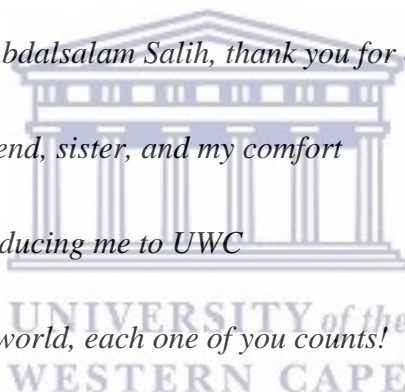 bdalsalam Salih, thank you for
end, sister, and my comfort
ducing me to UWC
UNIVERSITY of the
world, each one of you counts!
WESTERN CAPE